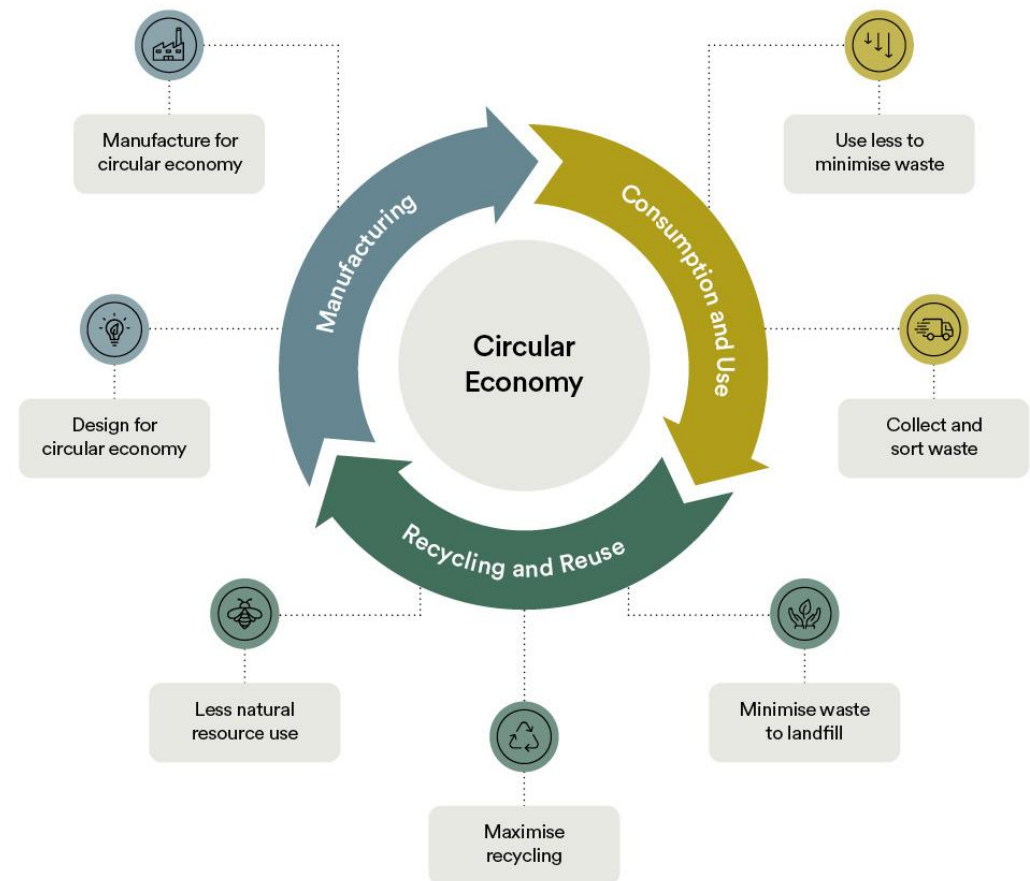 Manufacture for
circular economy
Use less to
minimise waste
Manufacturing
Consumption and Use
Circular
Economy
Design for
circular economy
Collect and
sort waste
Recycling and Reuse
Less natural
resource use
Minimise waste
to landfill
Maximise
recycling